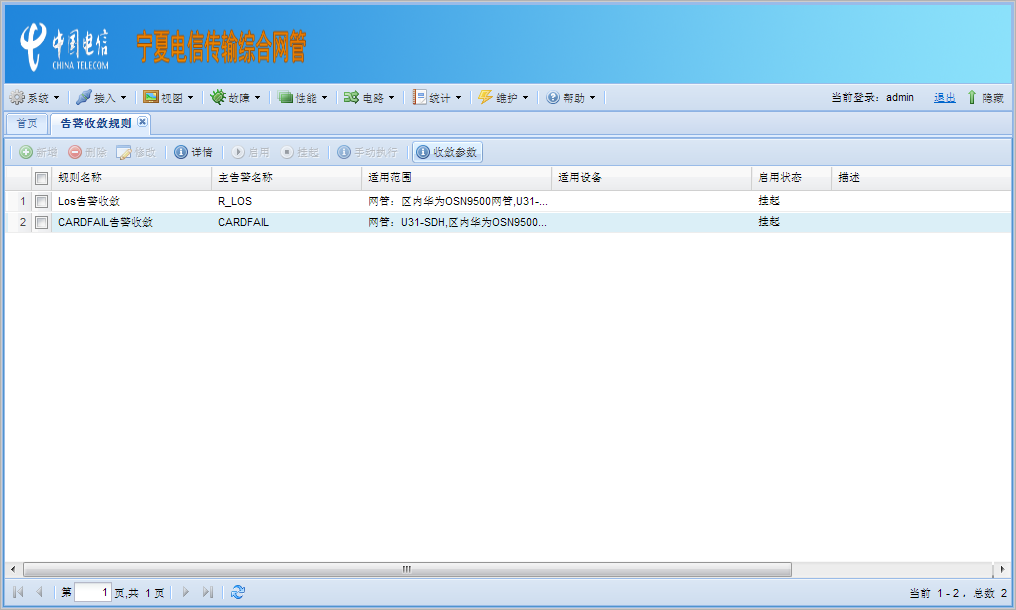 中国电信 CHINA TELECOM 宁夏电信传输综合网管
系统 接入 视图 故障 性能 电路 统计 维护 帮助 当前登录：admin 退出 隐藏
首页 告警收敛规则
新增 删除 修改 详情 启用 挂起 手动执行 收敛参数
规则名称 主告警名称 适用范围 适用设备 启用状态 描述
1 Los告警收敛 R_LOS 网管：区内华为OSN9500网管,U31-... 挂起
2 CARDFAIL告警收敛 CARDFAIL 网管：U31-SDH,区内华为OSN9500... 挂起
第 1 页,共 1 页 当前 1 - 2 ，总数 2